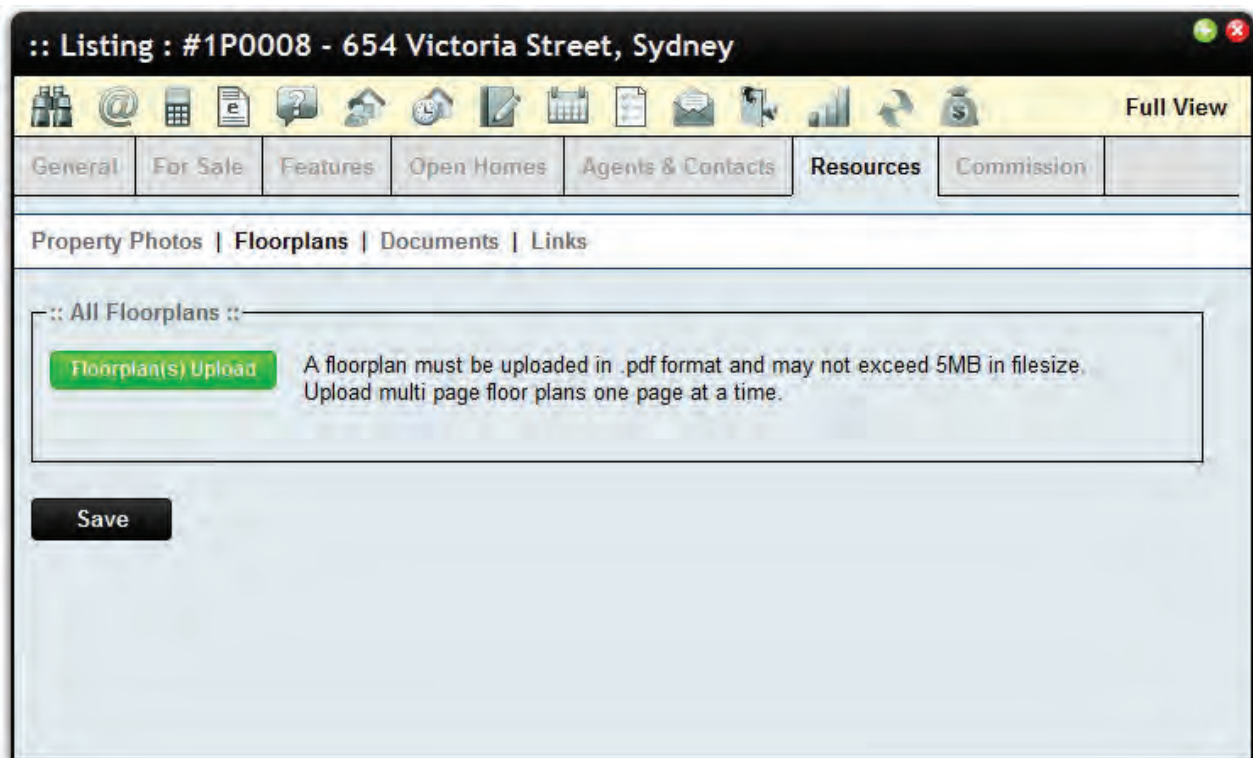 :: Listing : #1P0008 - 654 Victoria Street, Sydney
Full View
General For Sale Features Open Homes Agents & Contacts Resources Commission
Property Photos | Floorplans | Documents | Links
:: All Floorplans ::
Floorplan(s) Upload
A floorplan must be uploaded in .pdf format and may not exceed 5MB in filesize.
Upload multi page floor plans one page at a time.
Save